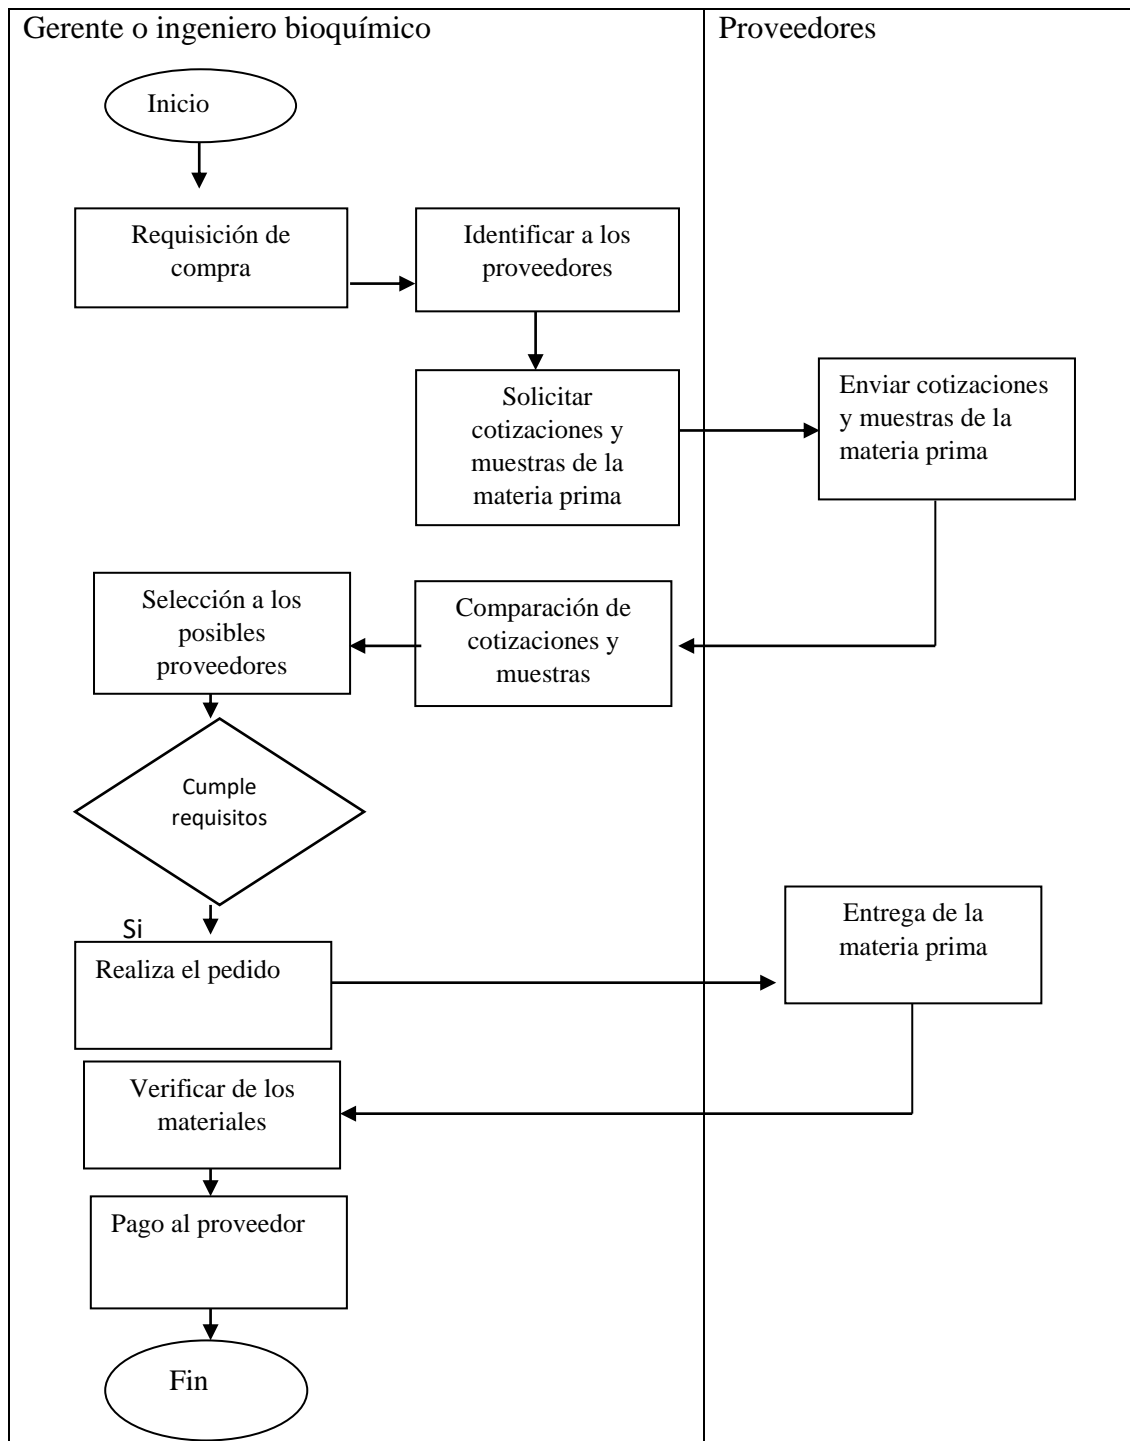 Gerente o ingeniero bioquímico
Proveedores
Inicio
Requisición de
compra
Identificar a los
proveedores
Solicitar
cotizaciones y
muestras de la
materia prima
Enviar cotizaciones
y muestras de la
materia prima
Selección a los
posibles
proveedores
Comparación de
cotizaciones y
muestras
Cumple
requisitos
Si
Realiza el pedido
Entrega de la
materia prima
Verificar de los
materiales
Pago al proveedor
Fin